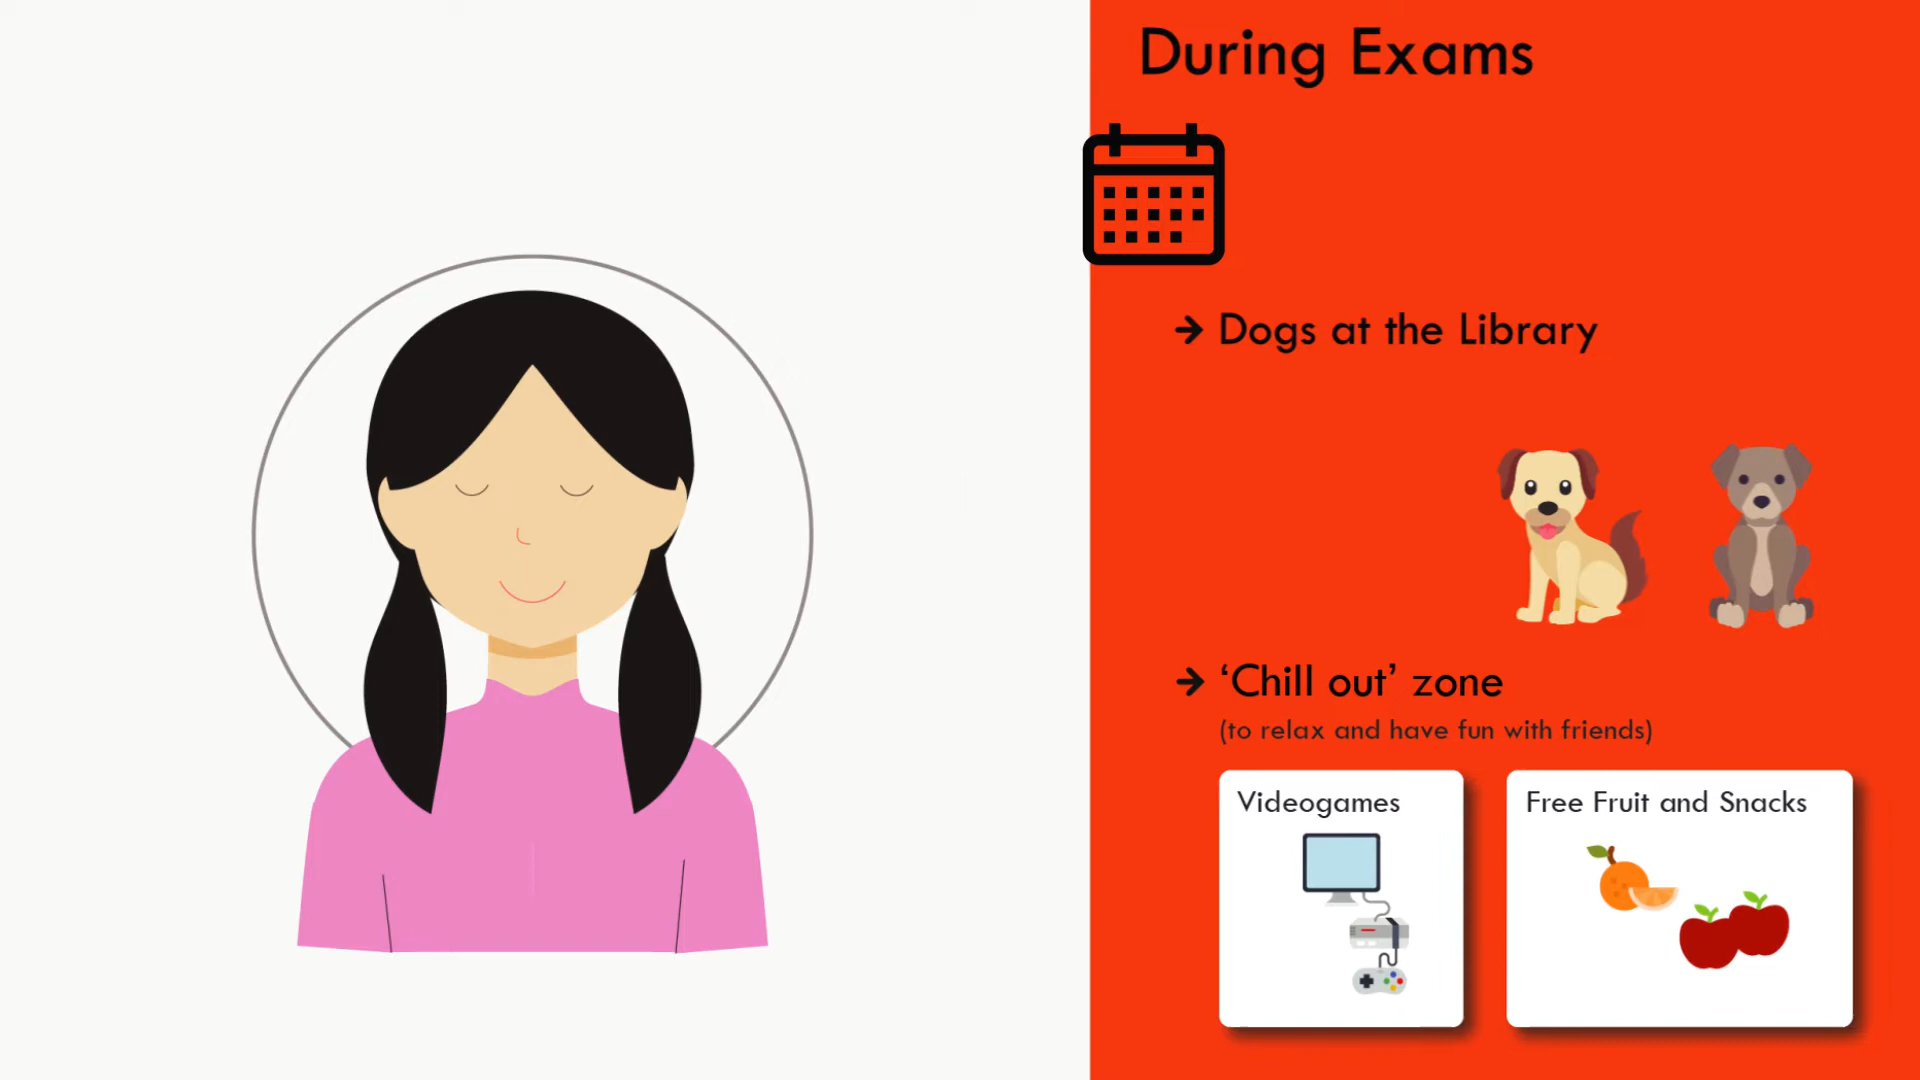 During Exams
→ Dogs at the Library
→ ‘Chill out’ zone
(to relax and have fun with friends)
Videogames
Free Fruit and Snacks